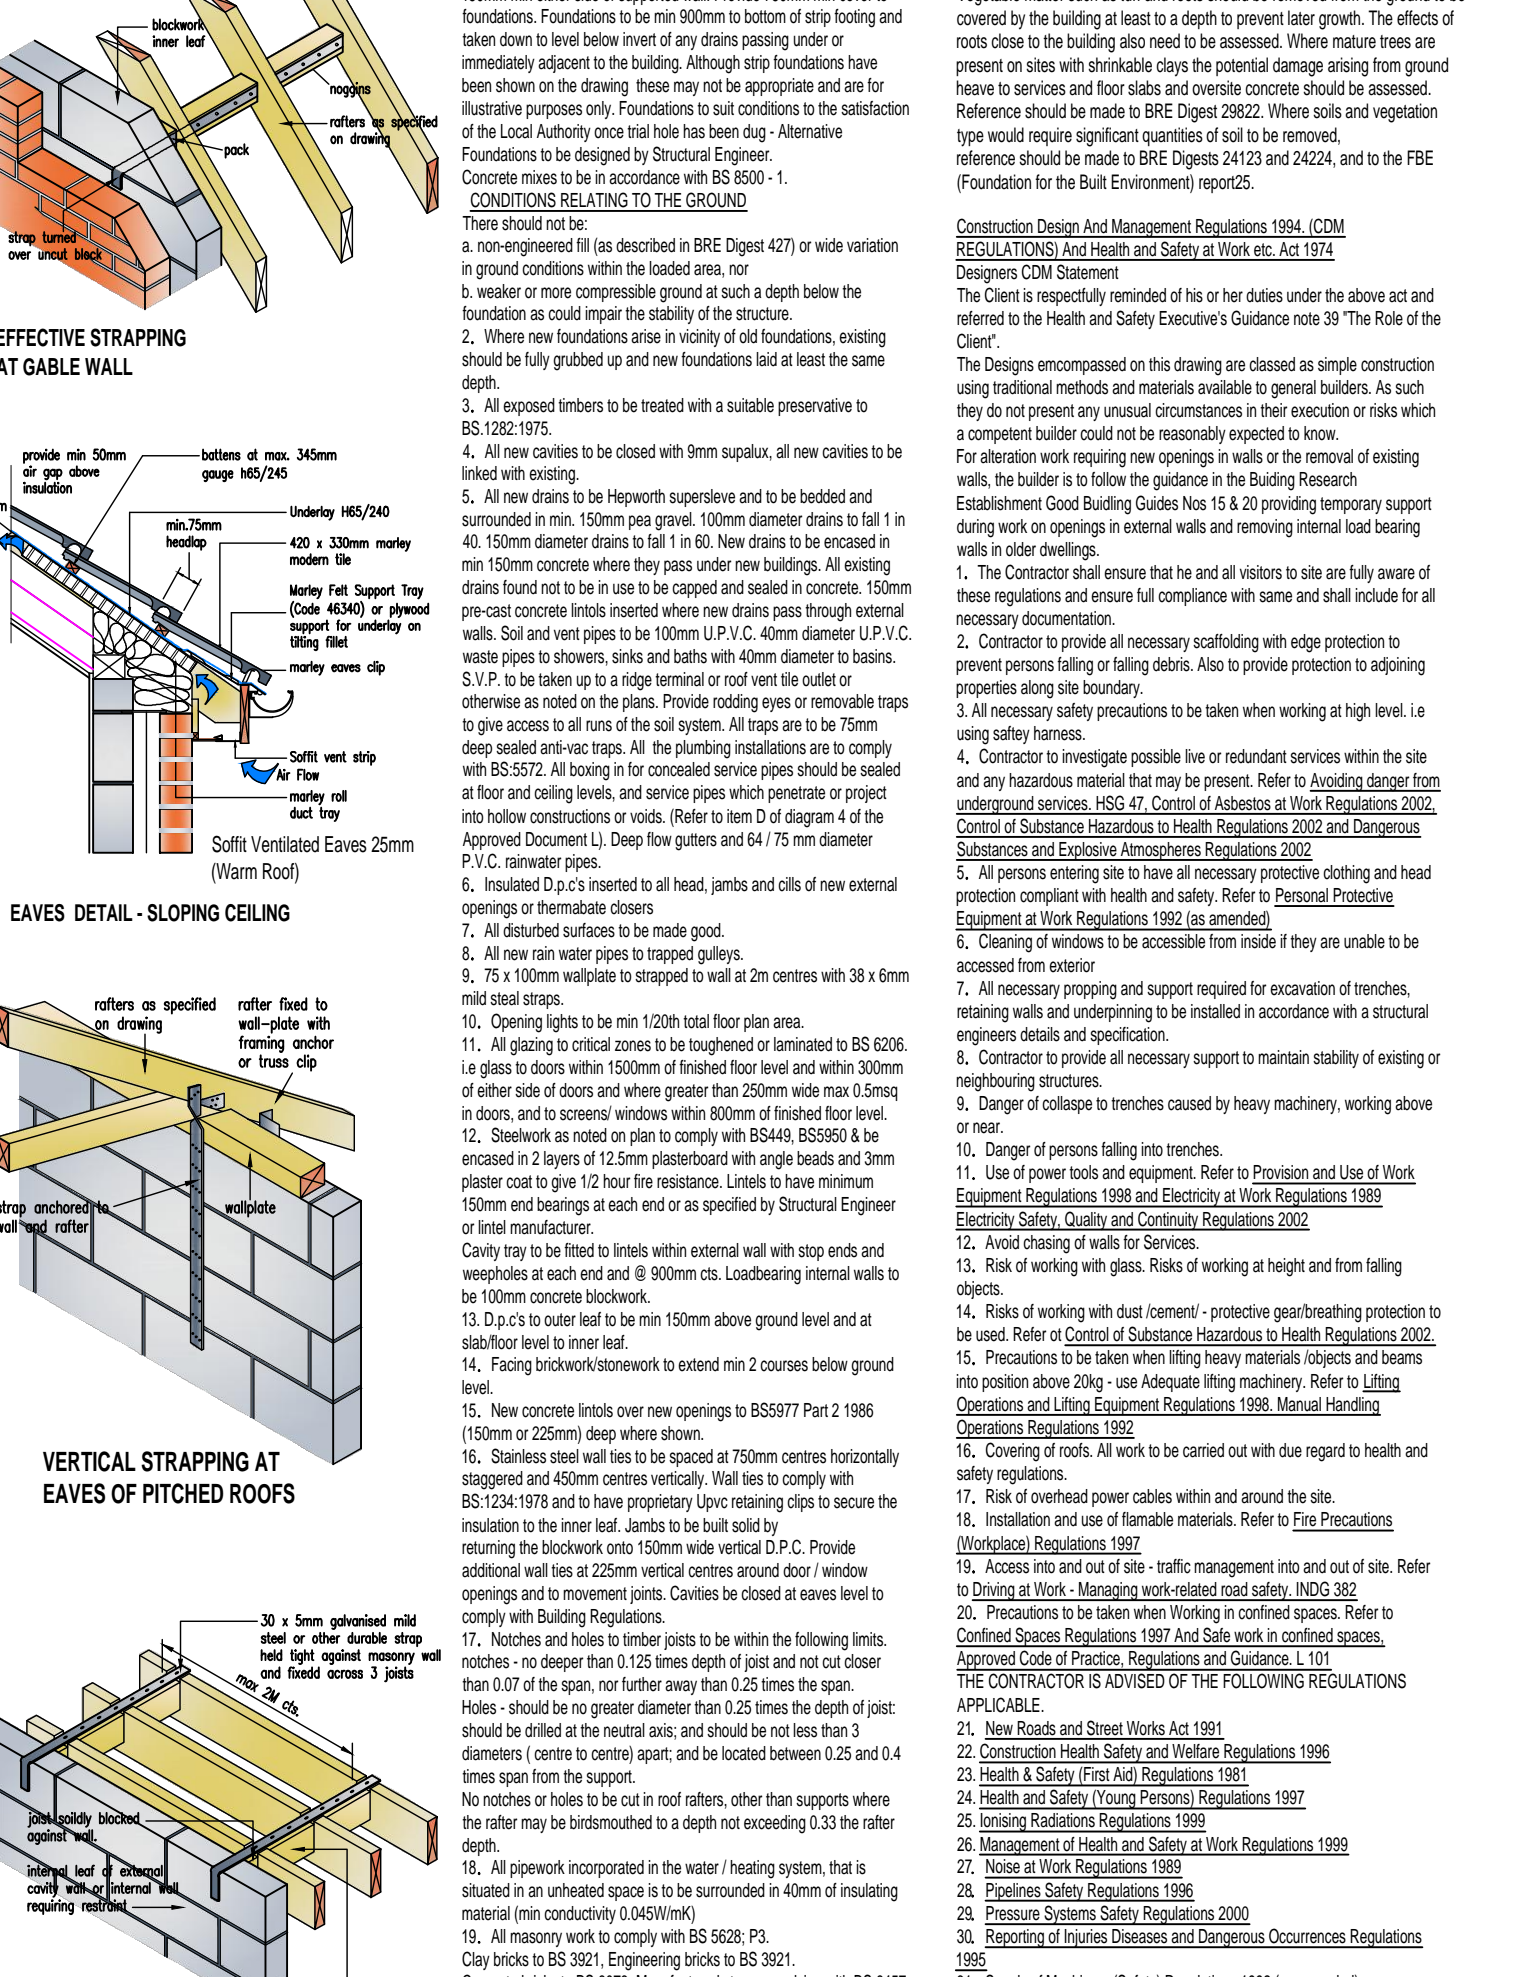 blockwork
inner leaf
noggins
rafters as specified
on drawing
pack
strap turned
over uncut block
EFFECTIVE STRAPPING
AT GABLE WALL
provide min 50mm
air gap above
insulation
battens at max. 345mm
gauge h65/245
Underlay H65/240
min.75mm
headlap
420 x 330mm marley
modern tile
Marley Felt Support Tray
(Code 46340) or plywood
support for underlay on
tilting fillet
marley eaves clip
Soffit vent strip
Air Flow
marley roll
duct tray
Soffit Ventilated Eaves 25mm
(Warm Roof)
EAVES DETAIL - SLOPING CEILING
rafters as specified
on drawing
rafter fixed to
wall-plate with
framing anchor
or truss clip
strap anchored to
wall and rafter
wallplate
VERTICAL STRAPPING AT
EAVES OF PITCHED ROOFS
30 x 5mm galvanised mild
steel or other durable strap
held tight against masonry wall
and fixedd across 3 joists
max 2M cts.
joist soildly blocked
against wall.
internal leaf of external
cavity wall or internal wall
requiring restraint
foundations. Foundations to be min 900mm to bottom of strip footing and
taken down to level below invert of any drains passing under or
immediately adjacent to the building. Although strip foundations have
been shown on the drawing these may not be appropriate and are for
illustrative purposes only. Foundations to suit conditions to the satisfaction
of the Local Authority once trial hole has been dug - Alternative
Foundations to be designed by Structural Engineer.
Concrete mixes to be in accordance with BS 8500 - 1.
CONDITIONS RELATING TO THE GROUND
There should not be:
a. non-engineered fill (as described in BRE Digest 427) or wide variation
in ground conditions within the loaded area, nor
b. weaker or more compressible ground at such a depth below the
foundation as could impair the stability of the structure.
2. Where new foundations arise in vicinity of old foundations, existing
should be fully grubbed up and new foundations laid at least the same
depth.
3. All exposed timbers to be treated with a suitable preservative to
BS.1282:1975.
4. All new cavities to be closed with 9mm supalux, all new cavities to be
linked with existing.
5. All new drains to be Hepworth supersleve and to be bedded and
surrounded in min. 150mm pea gravel. 100mm diameter drains to fall 1 in
40. 150mm diameter drains to fall 1 in 60. New drains to be encased in
min 150mm concrete where they pass under new buildings. All existing
drains found not to be in use to be capped and sealed in concrete. 150mm
pre-cast concrete lintols inserted where new drains pass through external
walls. Soil and vent pipes to be 100mm U.P.V.C. 40mm diameter U.P.V.C.
waste pipes to showers, sinks and baths with 40mm diameter to basins.
S.V.P. to be taken up to a ridge terminal or roof vent tile outlet or
otherwise as noted on the plans. Provide rodding eyes or removable traps
to give access to all runs of the soil system. All traps are to be 75mm
deep sealed anti-vac traps. All the plumbing installations are to comply
with BS:5572. All boxing in for concealed service pipes should be sealed
at floor and ceiling levels, and service pipes which penetrate or project
into hollow constructions or voids. (Refer to item D of diagram 4 of the
Approved Document L). Deep flow gutters and 64 / 75 mm diameter
P.V.C. rainwater pipes.
6. Insulated D.p.c's inserted to all head, jambs and cills of new external
openings or thermabate closers
7. All disturbed surfaces to be made good.
8. All new rain water pipes to trapped gulleys.
9. 75 x 100mm wallplate to strapped to wall at 2m centres with 38 x 6mm
mild steal straps.
10. Opening lights to be min 1/20th total floor plan area.
11. All glazing to critical zones to be toughened or laminated to BS 6206.
i.e glass to doors within 1500mm of finished floor level and within 300mm
of either side of doors and where greater than 250mm wide max 0.5msq
in doors, and to screens/ windows within 800mm of finished floor level.
12. Steelwork as noted on plan to comply with BS449, BS5950 & be
encased in 2 layers of 12.5mm plasterboard with angle beads and 3mm
plaster coat to give 1/2 hour fire resistance. Lintels to have minimum
150mm end bearings at each end or as specified by Structural Engineer
or lintel manufacturer.
Cavity tray to be fitted to lintels within external wall with stop ends and
weepholes at each end and @ 900mm cts. Loadbearing internal walls to
be 100mm concrete blockwork.
13. D.p.c's to outer leaf to be min 150mm above ground level and at
slab/floor level to inner leaf.
14. Facing brickwork/stonework to extend min 2 courses below ground
level.
15. New concrete lintols over new openings to BS5977 Part 2 1986
(150mm or 225mm) deep where shown.
16. Stainless steel wall ties to be spaced at 750mm centres horizontally
staggered and 450mm centres vertically. Wall ties to comply with
BS:1234:1978 and to have proprietary Upvc retaining clips to secure the
insulation to the inner leaf. Jambs to be built solid by
returning the blockwork onto 150mm wide vertical D.P.C. Provide
additional wall ties at 225mm vertical centres around door / window
openings and to movement joints. Cavities be closed at eaves level to
comply with Building Regulations.
17. Notches and holes to timber joists to be within the following limits.
notches - no deeper than 0.125 times depth of joist and not cut closer
than 0.07 of the span, nor further away than 0.25 times the span.
Holes - should be no greater diameter than 0.25 times the depth of joist:
should be drilled at the neutral axis; and should be not less than 3
diameters ( centre to centre) apart; and be located between 0.25 and 0.4
times span from the support.
No notches or holes to be cut in roof rafters, other than supports where
the rafter may be birdsmouthed to a depth not exceeding 0.33 the rafter
depth.
18. All pipework incorporated in the water / heating system, that is
situated in an unheated space is to be surrounded in 40mm of insulating
material (min conductivity 0.045W/mK)
19. All masonry work to comply with BS 5628; P3.
Clay bricks to BS 3921, Engineering bricks to BS 3921.
covered by the building at least to a depth to prevent later growth. The effects of
roots close to the building also need to be assessed. Where mature trees are
present on sites with shrinkable clays the potential damage arising from ground
heave to services and floor slabs and oversite concrete should be assessed.
Reference should be made to BRE Digest 29822. Where soils and vegetation
type would require significant quantities of soil to be removed,
reference should be made to BRE Digests 24123 and 24224, and to the FBE
(Foundation for the Built Environment) report25.
Construction Design And Management Regulations 1994. (CDM
REGULATIONS) And Health and Safety at Work etc. Act 1974
Designers CDM Statement
The Client is respectfully reminded of his or her duties under the above act and
referred to the Health and Safety Executive's Guidance note 39 "The Role of the
Client".
The Designs emcompassed on this drawing are classed as simple construction
using traditional methods and materials available to general builders. As such
they do not present any unusual circumstances in their execution or risks which
a competent builder could not be reasonably expected to know.
For alteration work requiring new openings in walls or the removal of existing
walls, the builder is to follow the guidance in the Buiding Research
Establishment Good Buidling Guides Nos 15 & 20 providing temporary support
during work on openings in external walls and removing internal load bearing
walls in older dwellings.
1. The Contractor shall ensure that he and all visitors to site are fully aware of
these regulations and ensure full compliance with same and shall include for all
necessary documentation.
2. Contractor to provide all necessary scaffolding with edge protection to
prevent persons falling or falling debris. Also to provide protection to adjoining
properties along site boundary.
3. All necessary safety precautions to be taken when working at high level. i.e
using saftey harness.
4. Contractor to investigate possible live or redundant services within the site
and any hazardous material that may be present. Refer to Avoiding danger from
underground services. HSG 47, Control of Asbestos at Work Regulations 2002,
Control of Substance Hazardous to Health Regulations 2002 and Dangerous
Substances and Explosive Atmospheres Regulations 2002
5. All persons entering site to have all necessary protective clothing and head
protection compliant with health and safety. Refer to Personal Protective
Equipment at Work Regulations 1992 (as amended)
6. Cleaning of windows to be accessible from inside if they are unable to be
accessed from exterior
7. All necessary propping and support required for excavation of trenches,
retaining walls and underpinning to be installed in accordance with a structural
engineers details and specification.
8. Contractor to provide all necessary support to maintain stability of existing or
neighbouring structures.
9. Danger of collaspe to trenches caused by heavy machinery, working above
or near.
10. Danger of persons falling into trenches.
11. Use of power tools and equipment. Refer to Provision and Use of Work
Equipment Regulations 1998 and Electricity at Work Regulations 1989
Electricity Safety, Quality and Continuity Regulations 2002
12. Avoid chasing of walls for Services.
13. Risk of working with glass. Risks of working at height and from falling
objects.
14. Risks of working with dust /cement/ - protective gear/breathing protection to
be used. Refer ot Control of Substance Hazardous to Health Regulations 2002.
15. Precautions to be taken when lifting heavy materials /objects and beams
into position above 20kg - use Adequate lifting machinery. Refer to Lifting
Operations and Lifting Equipment Regulations 1998. Manual Handling
Operations Regulations 1992
16. Covering of roofs. All work to be carried out with due regard to health and
safety regulations.
17. Risk of overhead power cables within and around the site.
18. Installation and use of flamable materials. Refer to Fire Precautions
(Workplace) Regulations 1997
19. Access into and out of site - traffic management into and out of site. Refer
to Driving at Work - Managing work-related road safety. INDG 382
20. Precautions to be taken when Working in confined spaces. Refer to
Confined Spaces Regulations 1997 And Safe work in confined spaces,
Approved Code of Practice, Regulations and Guidance. L 101
THE CONTRACTOR IS ADVISED OF THE FOLLOWING REGULATIONS
APPLICABLE.
21. New Roads and Street Works Act 1991
22. Construction Health Safety and Welfare Regulations 1996
23. Health & Safety (First Aid) Regulations 1981
24. Health and Safety (Young Persons) Regulations 1997
25. Ionising Radiations Regulations 1999
26. Management of Health and Safety at Work Regulations 1999
27. Noise at Work Regulations 1989
28. Pipelines Safety Regulations 1996
29. Pressure Systems Safety Regulations 2000
30. Reporting of Injuries Diseases and Dangerous Occurrences Regulations
1995